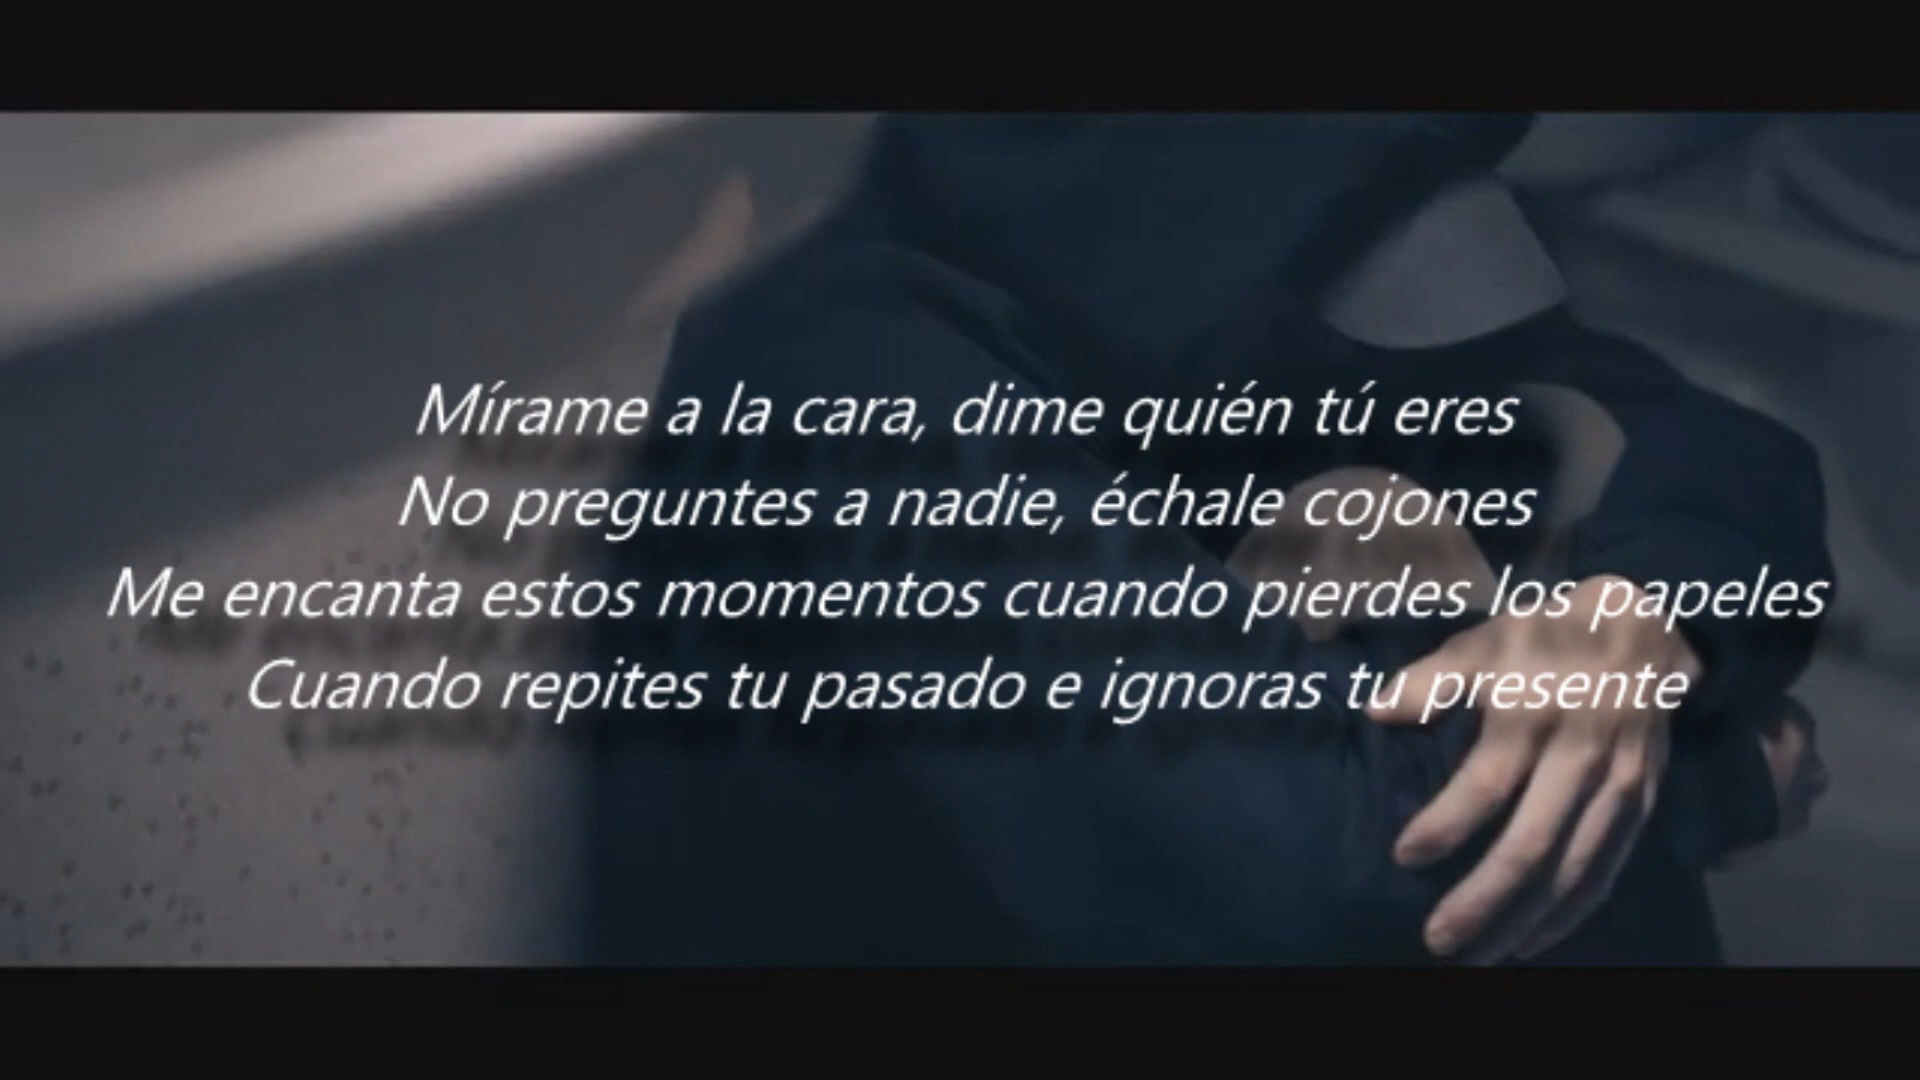 Mírame a la cara, dime quién tú eres
No preguntes a nadie, échale cojones
Me encanta estos momentos cuando pierdes los papeles
Cuando repites tu pasado e ignoras tu presente